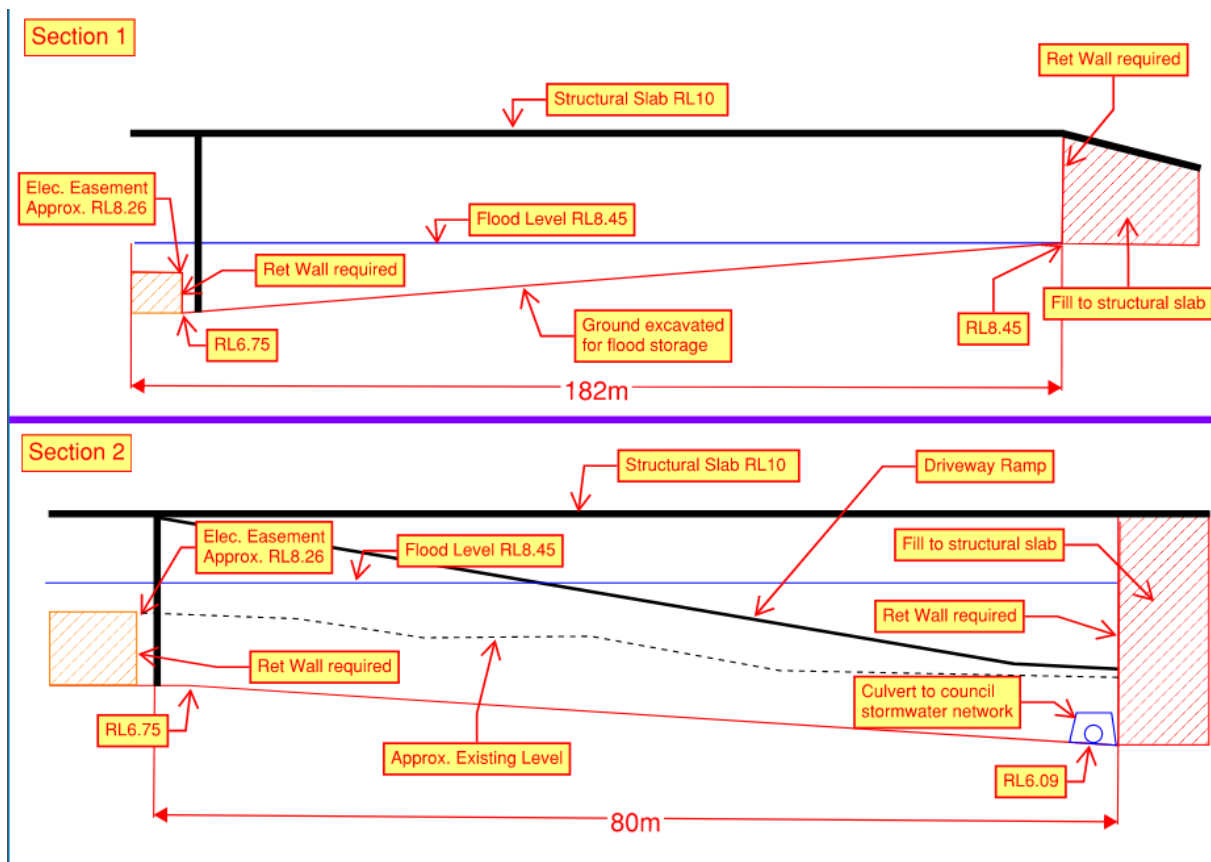 Section 1
Ret Wall required
Structural Slab RL10
Elec. Easement
Approx. RL8.26
Flood Level RL8.45
Ret Wall required
Ground excavated
for flood storage
Fill to structural slab
RL6.75
RL8.45
182m
Section 2
Structural Slab RL10
Driveway Ramp
Elec. Easement
Approx. RL8.26
Flood Level RL8.45
Fill to structural slab
Ret Wall required
Ret Wall required
Culvert to council
stormwater network
RL6.75
Approx. Existing Level
RL6.09
80m